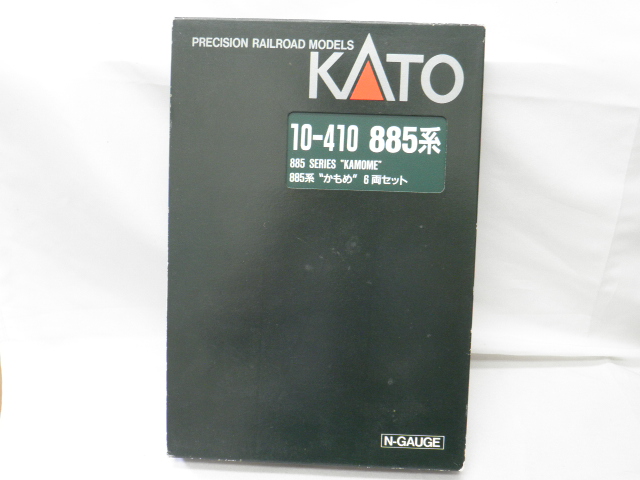 PRECISION RAILROAD MODELS
KATO
10-410 885系
885 SERIES "KAMOME"
885系 "かもめ" 6両セット
N-GAUGE